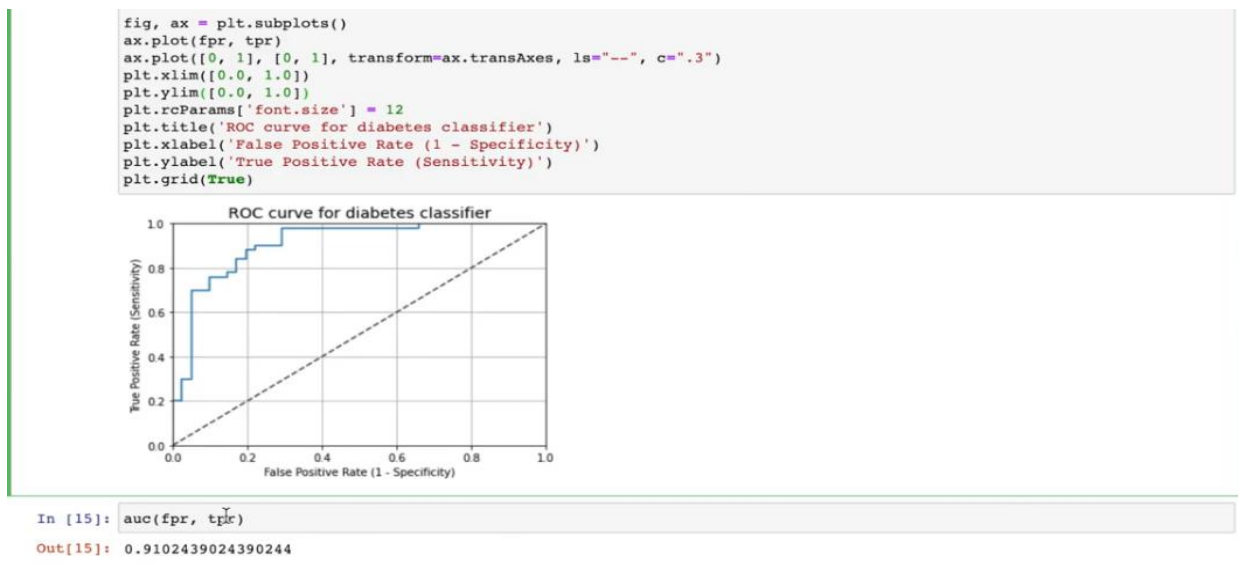 fig, ax = plt.subplots()
ax.plot(fpr, tpr)
ax.plot([0, 1], [0, 1], transform=ax.transAxes, ls="--", c=".3")
plt.xlim([0.0, 1.0])
plt.ylim([0.0, 1.0])
plt.rcParams['font.size'] = 12
plt.title('ROC curve for diabetes classifier')
plt.xlabel('False Positive Rate (1 - Specificity)')
plt.ylabel('True Positive Rate (Sensitivity)')
plt.grid(True)
ROC curve for diabetes classifier
True Positive Rate (Sensitivity)
1.0
0.8
0.6
0.4
0.2
0.0
0.0 0.2 0.4 0.6 0.8 1.0
False Positive Rate (1 - Specificity)
In [15]: auc(fpr, tpr)
Out[15]: 0.9102439024390244